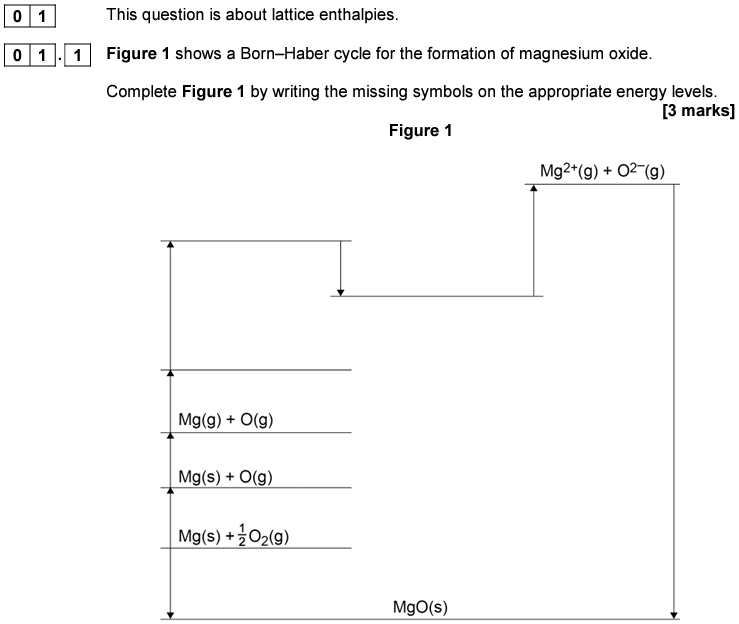 0 1 This question is about lattice enthalpies.
0 1 . 1 Figure 1 shows a Born–Haber cycle for the formation of magnesium oxide.
Complete Figure 1 by writing the missing symbols on the appropriate energy levels.
[3 marks]
Figure 1
Mg²⁺(g) + O²⁻(g)
Mg(g) + O(g)
Mg(s) + O(g)
Mg(s) + ½O₂(g)
MgO(s)